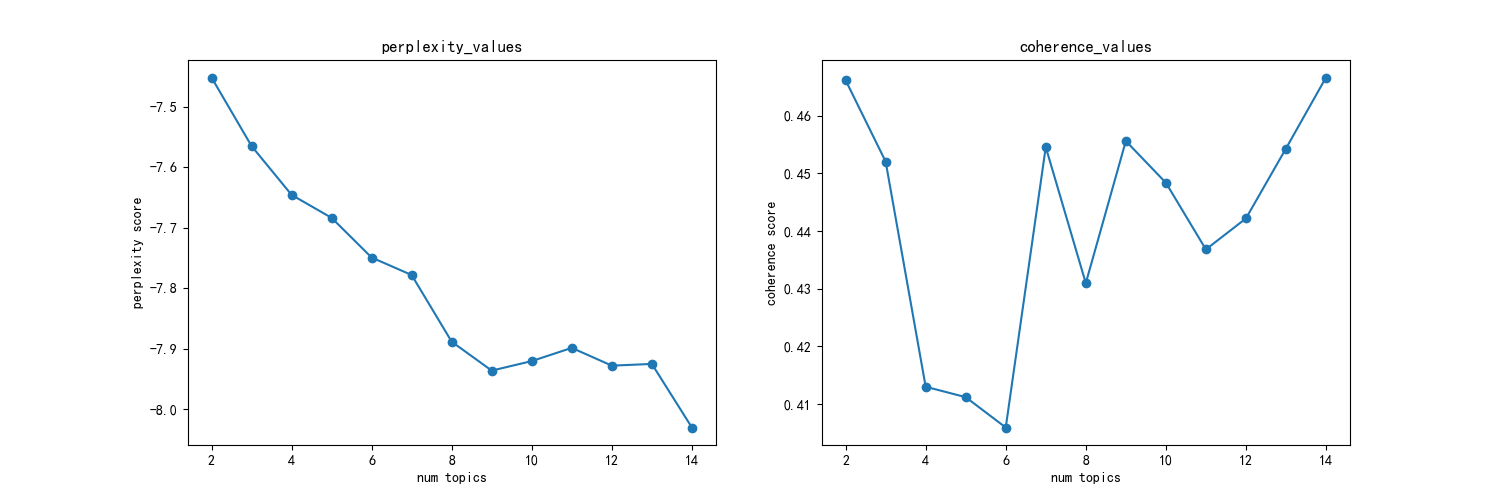 perplexity_values
perplexity score
-7.5
-7.6
-7.7
-7.8
-7.9
-8.0
2 4 6 8 10 12 14
num topics
coherence_values
coherence score
0.46
0.45
0.44
0.43
0.42
0.41
2 4 6 8 10 12 14
num topics